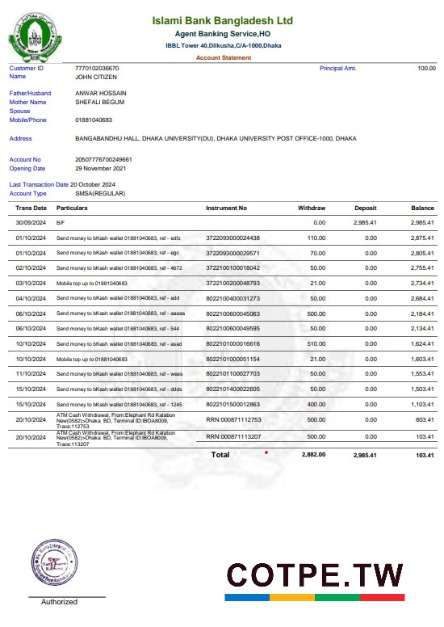 Islami Bank Bangladesh Ltd
Agent Banking Service,HO
IBBL Tower 40,Dilkusha,C/A-1000,Dhaka
Account Statement
Customer ID 7770102036670 Principal Amt. 100.00
Name JOHN CITIZEN
Father/Husband ANWAR HOSSAIN
Mother Name SHEFALI BEGUM
Spouse
Mobile/Phone 01881040683
Address BANGABANDHU HALL, DHAKA UNIVERSITY(DU), DHAKA UNIVERSITY POST OFFICE-1000, DHAKA
Account No 20507776700249661
Opening Date 29 November 2021
Last Transaction Date 20 October 2024
Account Type SMSA(REGULAR)
Trans Date Particulars Instrument No Withdraw Deposit Balance
30/09/2024 B/F 0.00 2,985.41 2,985.41
01/10/2024 Send money to bKash wallet 01881040683, ref - edfz 3722093000024438 110.00 0.00 2,875.41
01/10/2024 Send money to bKash wallet 01881040683, ref - egc 3722093000029571 70.00 0.00 2,805.41
02/10/2024 Send money to bKash wallet 01881040683, ref - 4672 3722100100018042 50.00 0.00 2,755.41
03/10/2024 Mobile top up to 01881040683 3722100200048793 21.00 0.00 2,734.41
04/10/2024 Send money to bKash wallet 01881040683, ref - add 8022100400031273 50.00 0.00 2,684.41
06/10/2024 Send money to bKash wallet 01881040683, ref - aaaaa 8022100600045063 500.00 0.00 2,184.41
06/10/2024 Send money to bKash wallet 01881040683, ref - 544 8022100600049595 50.00 0.00 2,134.41
10/10/2024 Send money to bKash wallet 01881040683, ref - asad 8022101000016616 510.00 0.00 1,624.41
10/10/2024 Mobile top up to 01881040683 8022101000051154 21.00 0.00 1,603.41
11/10/2024 Send money to bKash wallet 01881040683, ref - wees 8022101100027703 50.00 0.00 1,553.41
15/10/2024 Send money to bKash wallet 01881040683, ref - dddo 8022101400022606 50.00 0.00 1,503.41
15/10/2024 Send money to bKash wallet 01881040683, ref - 1245 8022101500012863 400.00 0.00 1,103.41
20/10/2024 ATM Cash Withdrawal, From:Elephant Rd Katabon
New(0582)>Dhaka BD, Terminal ID:IBOA8009,
Trace:112753 RRN:000871112753 500.00 0.00 603.41
20/10/2024 ATM Cash Withdrawal, From:Elephant Rd Katabon
New(0582)>Dhaka BD, Terminal ID:IBOA8009,
Trace:113207 RRN:000871113207 500.00 0.00 103.41
Total 2,882.00 2,985.41 103.41
Authorized
COTPE.TW